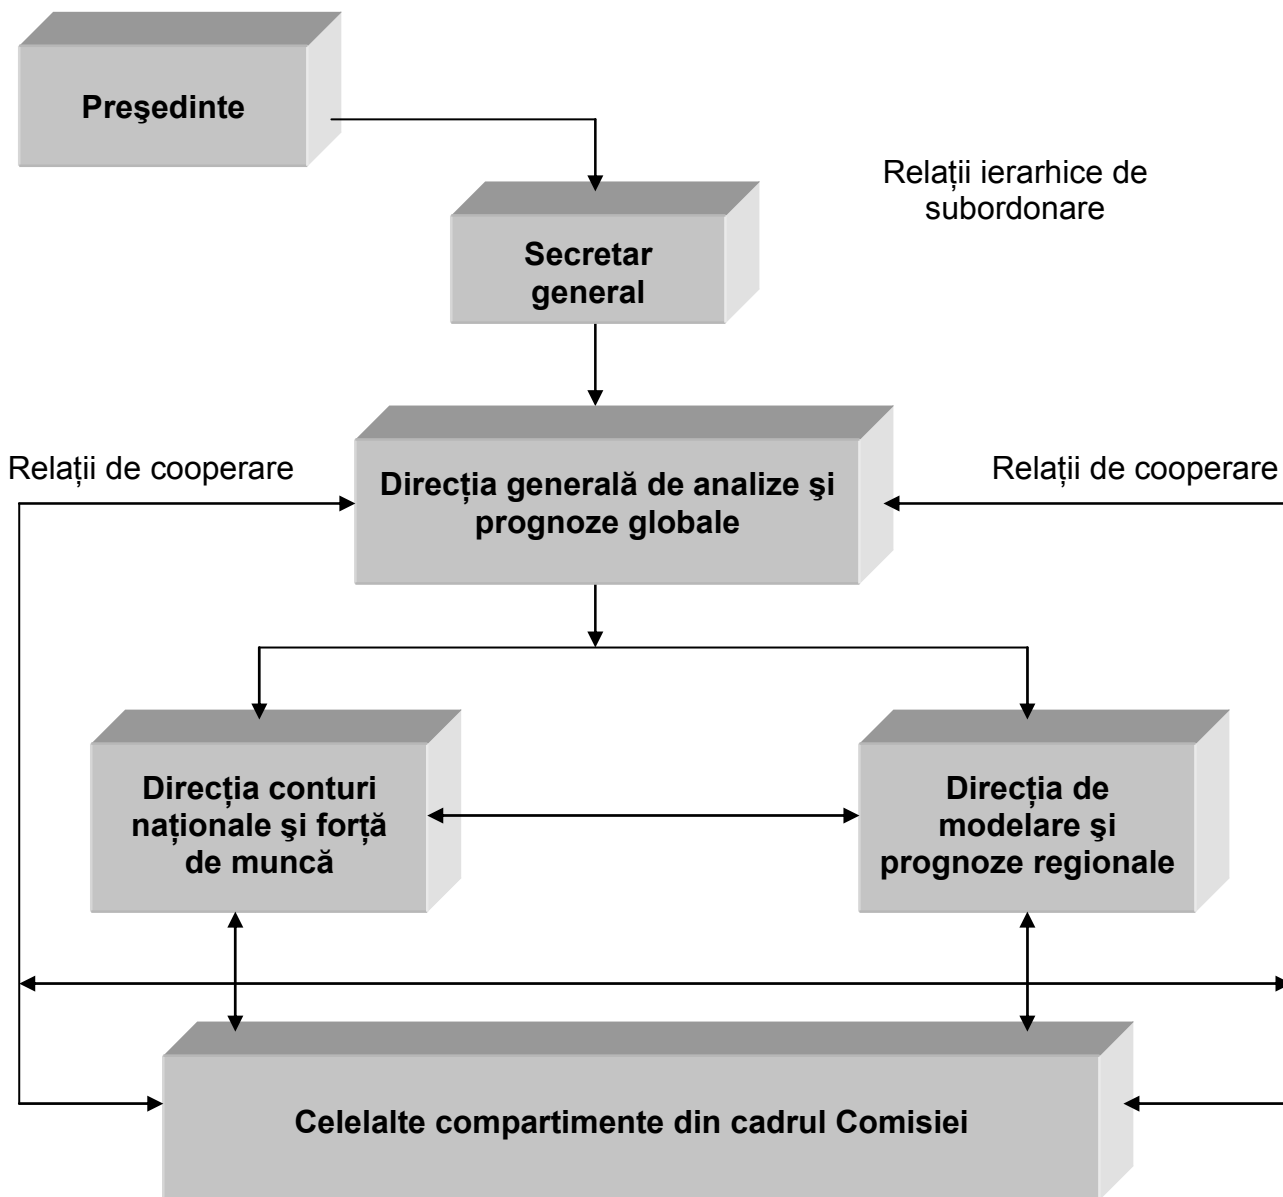 Preşedinte
Relații ierarhice de
subordonare
Secretar
general
Relații de cooperare
Relații de cooperare
Direcția generală de analize şi
prognoze globale
Direcția conturi
naționale şi forță
de muncă
Direcția de
modelare şi
prognoze regionale
Celelalte compartimente din cadrul Comisiei